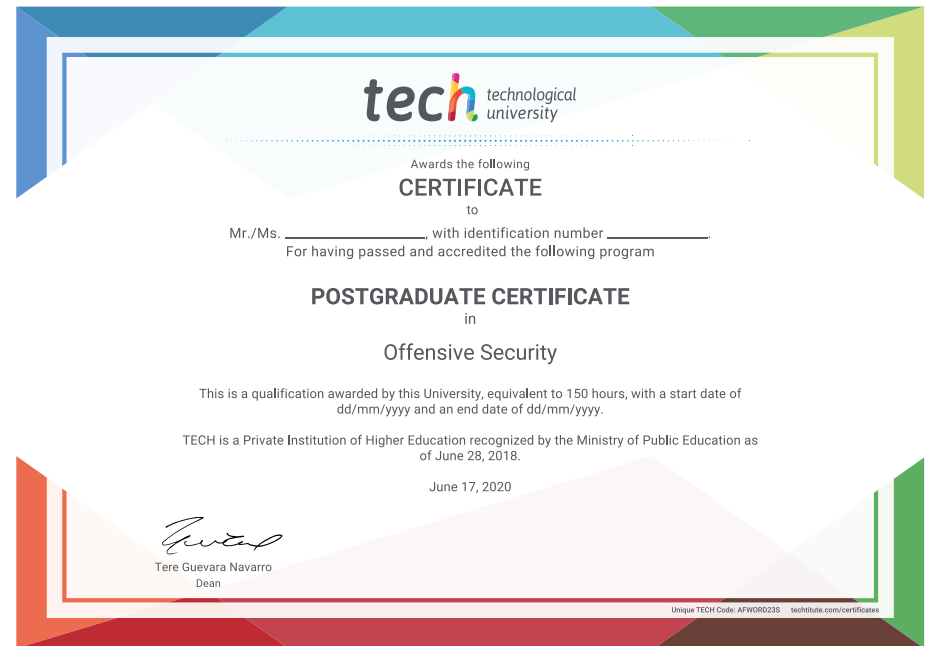 tech technological
university
Awards the following
CERTIFICATE
to
Mr./Ms. ____________________, with identification number ______________.
For having passed and accredited the following program
POSTGRADUATE CERTIFICATE
in
Offensive Security
This is a qualification awarded by this University, equivalent to 150 hours, with a start date of
dd/mm/yyyy and an end date of dd/mm/yyyy.
TECH is a Private Institution of Higher Education recognized by the Ministry of Public Education as
of June 28, 2018.
June 17, 2020
Tere Guevara Navarro
Dean
Unique TECH Code: AFWORD23S techtitute.com/certificates